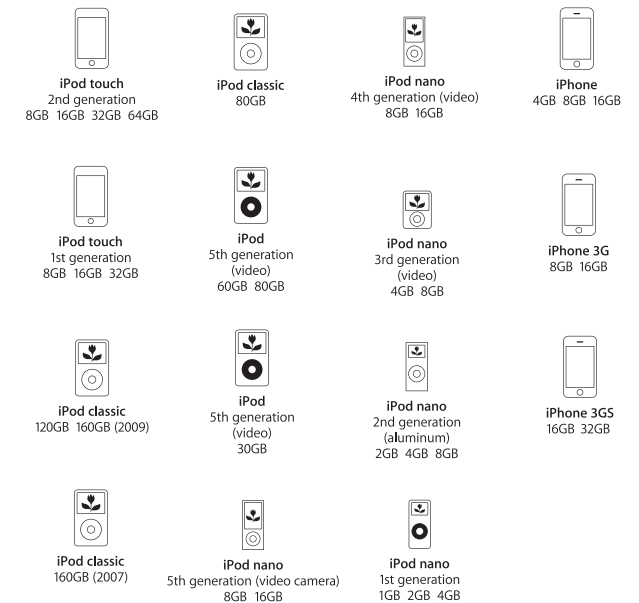 iPod touch
2nd generation
8GB 16GB 32GB 64GB
iPod classic
80GB
iPod nano
4th generation (video)
8GB 16GB
iPhone
4GB 8GB 16GB
iPod touch
1st generation
8GB 16GB 32GB
iPod
5th generation
(video)
60GB 80GB
iPod nano
3rd generation
(video)
4GB 8GB
iPhone 3G
8GB 16GB
iPod classic
120GB 160GB (2009)
iPod
5th generation
(video)
30GB
iPod nano
2nd generation
(aluminum)
2GB 4GB 8GB
iPhone 3GS
16GB 32GB
iPod classic
160GB (2007)
iPod nano
5th generation (video camera)
8GB 16GB
iPod nano
1st generation
1GB 2GB 4GB